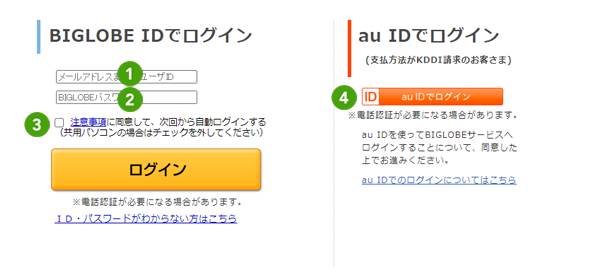 BIGLOBE IDでログイン
1
メールアドレスま ユーザID
2
BIGLOBEパス
3
注意事項に同意して、次回から自動ログインする
(共用パソコンの場合はチェックを外してください)
ログイン
※電話認証が必要になる場合があります。
ＩＤ・パスワードがわからない方はこちら
au IDでログイン
(支払方法がKDDI請求のお客さま)
4
ID au IDでログイン
※電話認証が必要になる場合があります。
au IDを使ってBIGLOBEサービスへ
ログインすることについて、同意した
上でお進みください。
au IDでのログインについてはこちら